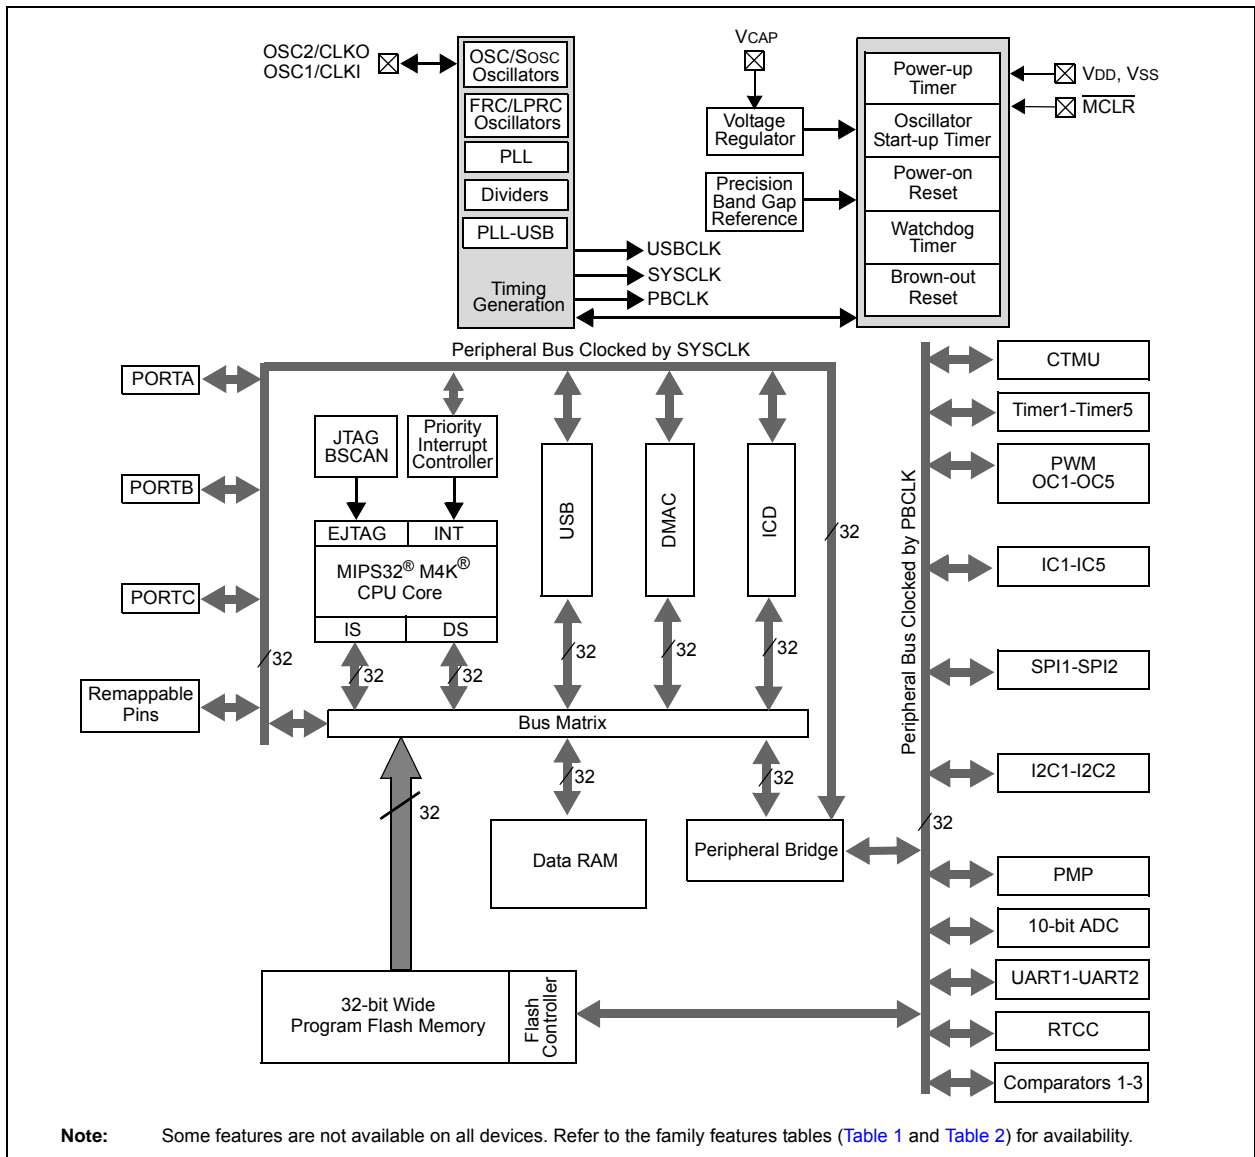 OSC2/CLKO
OSC1/CLKI
OSC/SOSC
Oscillators
FRC/LPRC
Oscillators
PLL
Dividers
PLL-USB
Timing
Generation
USBCLK
SYSCLK
PBCLK
VCAP
Voltage
Regulator
Precision
Band Gap
Reference
Power-up
Timer
Oscillator
Start-up Timer
Power-on
Reset
Watchdog
Timer
Brown-out
Reset
VDD, VSS
MCLR
Peripheral Bus Clocked by SYSCLK
PORTA
PORTB
PORTC
Remappable
Pins
32
JTAG
BSCAN
Priority
Interrupt
Controller
EJTAG
INT
MIPS32® M4K®
CPU Core
IS
DS
32
32
USB
32
DMAC
32
ICD
32
32
Bus Matrix
32
32
32
Data RAM
Peripheral Bridge
32-bit Wide
Program Flash Memory
Flash
Controller
Peripheral Bus Clocked by PBCLK
32
CTMU
Timer1-Timer5
PWM
OC1-OC5
IC1-IC5
SPI1-SPI2
I2C1-I2C2
PMP
10-bit ADC
UART1-UART2
RTCC
Comparators 1-3
Note: Some features are not available on all devices. Refer to the family features tables (Table 1 and Table 2) for availability.